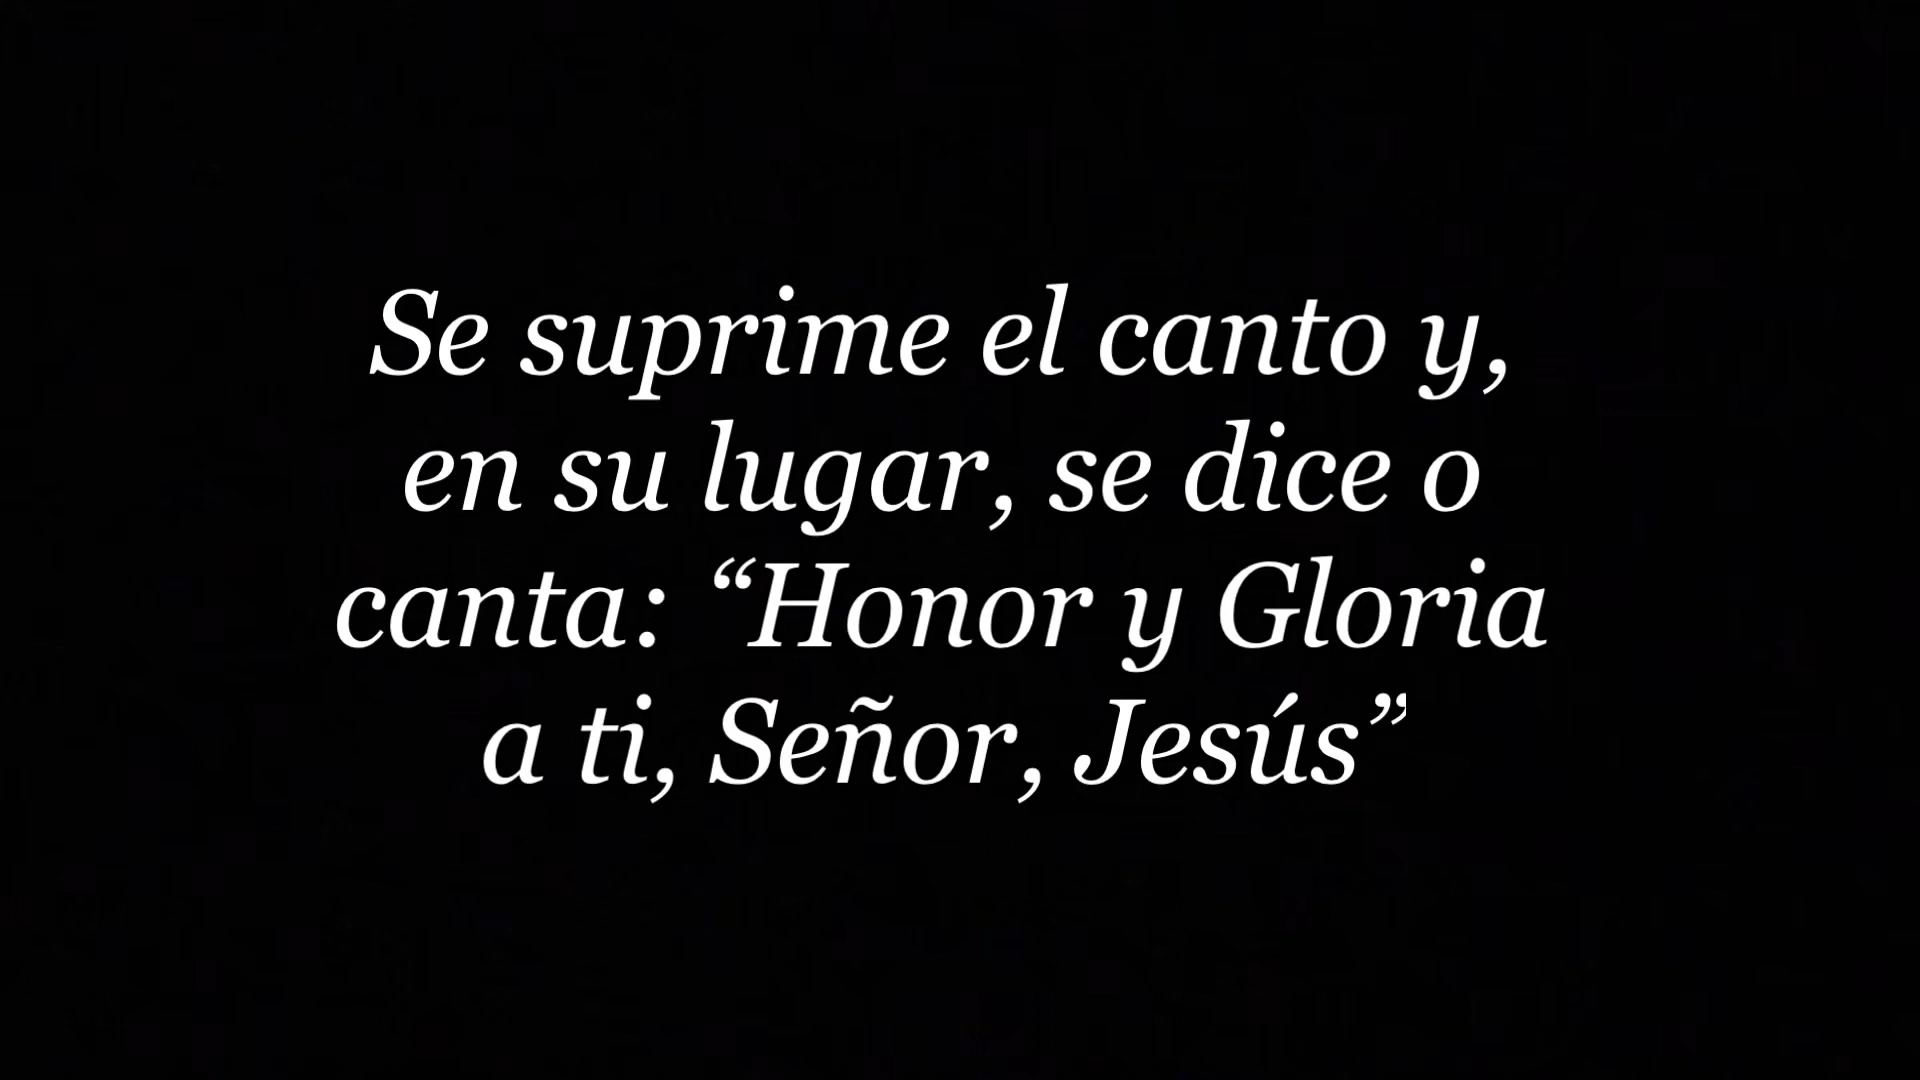 Se suprime el canto y,
en su lugar, se dice o
canta: “Honor y Gloria
a ti, Señor, Jesús”